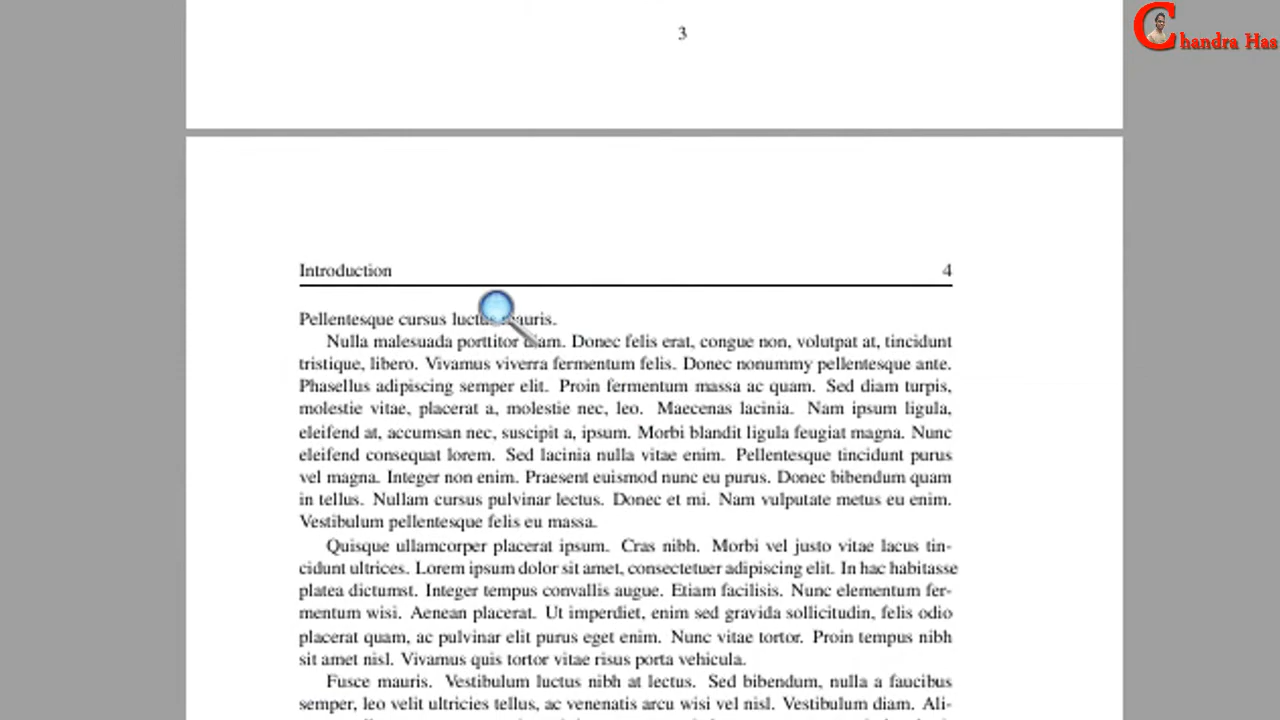 3
Chandra Has
Introduction 4
Pellentesque cursus luctus mauris.
Nulla malesuada porttitor diam. Donec felis erat, congue non, volutpat at, tincidunt
tristique, libero. Vivamus viverra fermentum felis. Donec nonummy pellentesque ante.
Phasellus adipiscing semper elit. Proin fermentum massa ac quam. Sed diam turpis,
molestie vitae, placerat a, molestie nec, leo. Maecenas lacinia. Nam ipsum ligula,
eleifend at, accumsan nec, suscipit a, ipsum. Morbi blandit ligula feugiat magna. Nunc
eleifend consequat lorem. Sed lacinia nulla vitae enim. Pellentesque tincidunt purus
vel magna. Integer non enim. Praesent euismod nunc eu purus. Donec bibendum quam
in tellus. Nullam cursus pulvinar lectus. Donec et mi. Nam vulputate metus eu enim.
Vestibulum pellentesque felis eu massa.
Quisque ullamcorper placerat ipsum. Cras nibh. Morbi vel justo vitae lacus tin-
cidunt ultrices. Lorem ipsum dolor sit amet, consectetuer adipiscing elit. In hac habitasse
platea dictumst. Integer tempus convallis augue. Etiam facilisis. Nunc elementum fer-
mentum wisi. Aenean placerat. Ut imperdiet, enim sed gravida sollicitudin, felis odio
placerat quam, ac pulvinar elit purus eget enim. Nunc vitae tortor. Proin tempus nibh
sit amet nisl. Vivamus quis tortor vitae risus porta vehicula.
Fusce mauris. Vestibulum luctus nibh at lectus. Sed bibendum, nulla a faucibus
semper, leo velit ultricies tellus, ac venenatis arcu wisi vel nisl. Vestibulum diam. Ali-